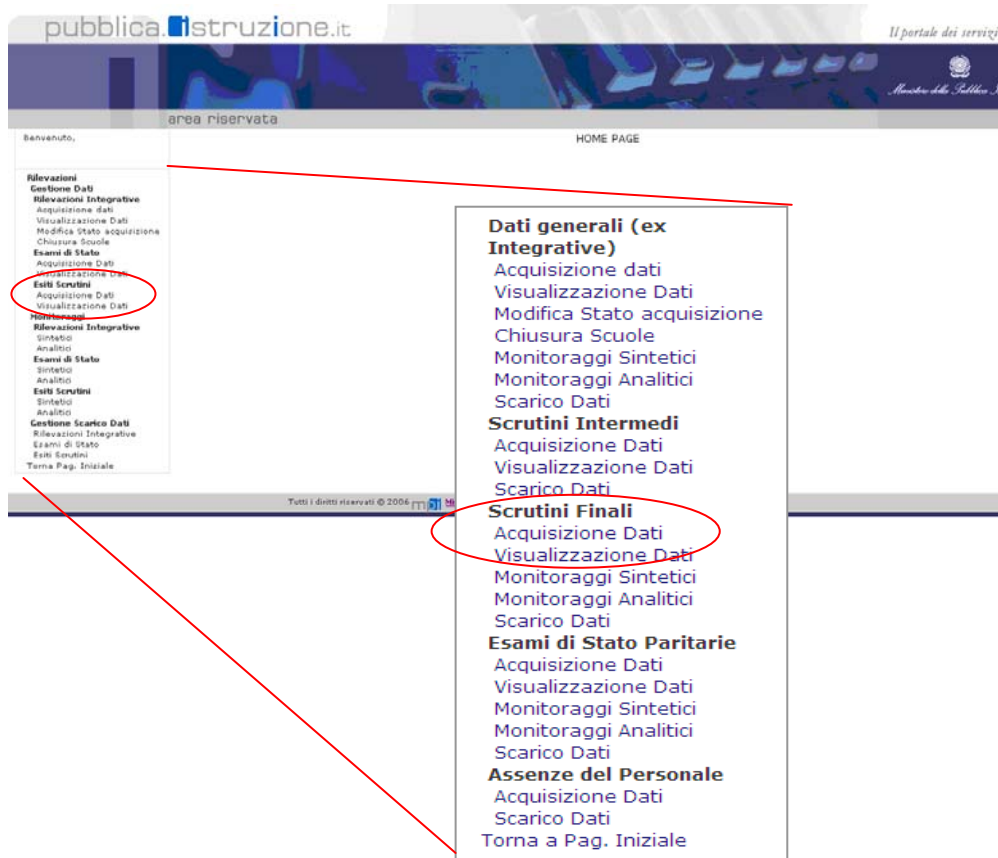 pubblica.istruzione.it
Il portale dei servizi
Ministero della Pubblica
area riservata
Benvenuto,
HOME PAGE
Rilevazioni
Gestione Dati
Rilevazioni Integrative
Acquisizione dati
Visualizzazione Dati
Modifica Stato acquisizione
Chiusura Scuole
Esami di Stato
Acquisizione Dati
Visualizzazione Dati
Esiti Scrutini
Acquisizione Dati
Visualizzazione Dati
Monitoraggi
Rilevazioni Integrative
Sintetici
Analitici
Esami di Stato
Sintetici
Analitici
Esiti Scrutini
Sintetici
Analitici
Gestione Scarico Dati
Rilevazioni Integrative
Esami di Stato
Esiti Scrutini
Torna Pag. Iniziale
Tutti i diritti riservati © 2006
Dati generali (ex
Integrative)
Acquisizione dati
Visualizzazione Dati
Modifica Stato acquisizione
Chiusura Scuole
Monitoraggi Sintetici
Monitoraggi Analitici
Scarico Dati
Scrutini Intermedi
Acquisizione Dati
Visualizzazione Dati
Scarico Dati
Scrutini Finali
Acquisizione Dati
Visualizzazione Dati
Monitoraggi Sintetici
Monitoraggi Analitici
Scarico Dati
Esami di Stato Paritarie
Acquisizione Dati
Visualizzazione Dati
Monitoraggi Sintetici
Monitoraggi Analitici
Scarico Dati
Assenze del Personale
Acquisizione Dati
Scarico Dati
Torna a Pag. Iniziale